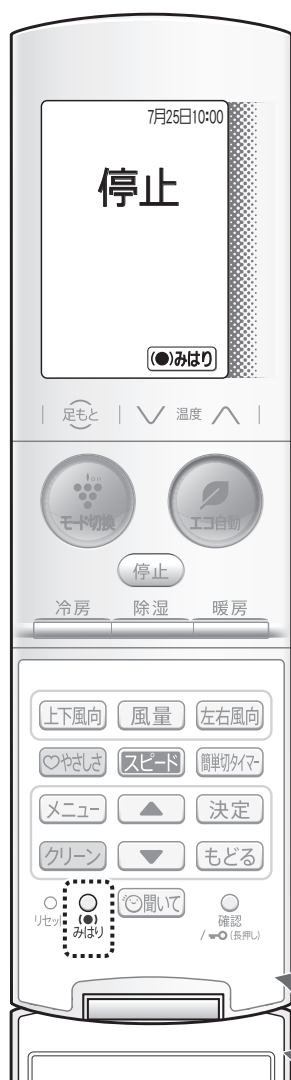 7月25日10:00
停止
(●)みはり
足もと 温度
ion
モード切換 エコ自動
停止
冷房 除湿 暖房
上下風向 風量 左右風向
♡やさしさ スピード 簡単切タイマー
メニュー ▲ 決定
クリーン ▼ もどる
リセット (●)みはり 聞いて 確認
/ (長押し)